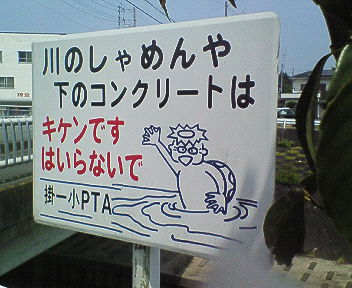 川のしゃめんや
下のコンクリートは
キケンです
はいらないで
掛一小PTA